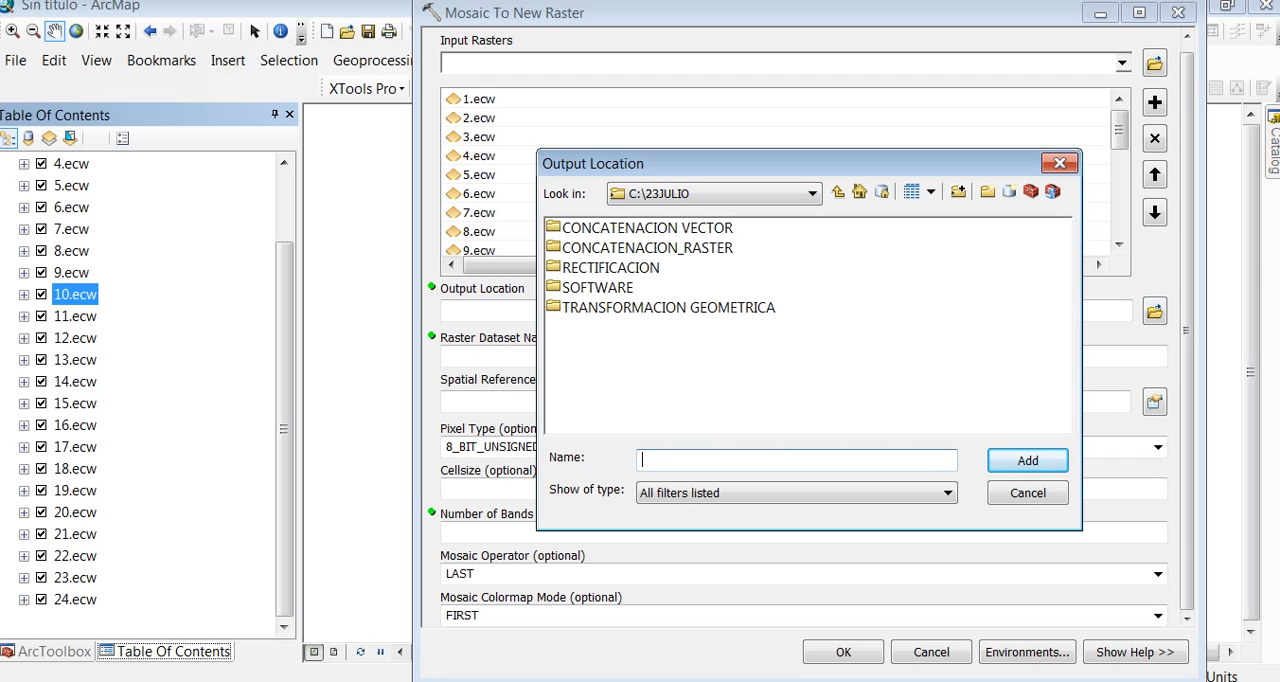 Sin título - ArcMap
File Edit View Bookmarks Insert Selection Geoprocessi
XTools Pro
Table Of Contents
4.ecw
5.ecw
6.ecw
7.ecw
8.ecw
9.ecw
10.ecw
11.ecw
12.ecw
13.ecw
14.ecw
15.ecw
16.ecw
17.ecw
18.ecw
19.ecw
20.ecw
21.ecw
22.ecw
23.ecw
24.ecw
ArcToolbox Table Of Contents
Mosaic To New Raster
Input Rasters
1.ecw
2.ecw
3.ecw
4.ecw
5.ecw
6.ecw
7.ecw
8.ecw
9.ecw
Output Location
Raster Dataset Na
Spatial Reference
Pixel Type (option
8_BIT_UNSIGNED
Cellsize (optional)
Number of Bands
Mosaic Operator (optional)
LAST
Mosaic Colormap Mode (optional)
FIRST
OK Cancel Environments... Show Help >>
Output Location
Look in: C:\23JULIO
CONCATENACION VECTOR
CONCATENACION_RASTER
RECTIFICACION
SOFTWARE
TRANSFORMACION GEOMETRICA
Name: Add
Show of type: All filters listed Cancel
Catalog
Units